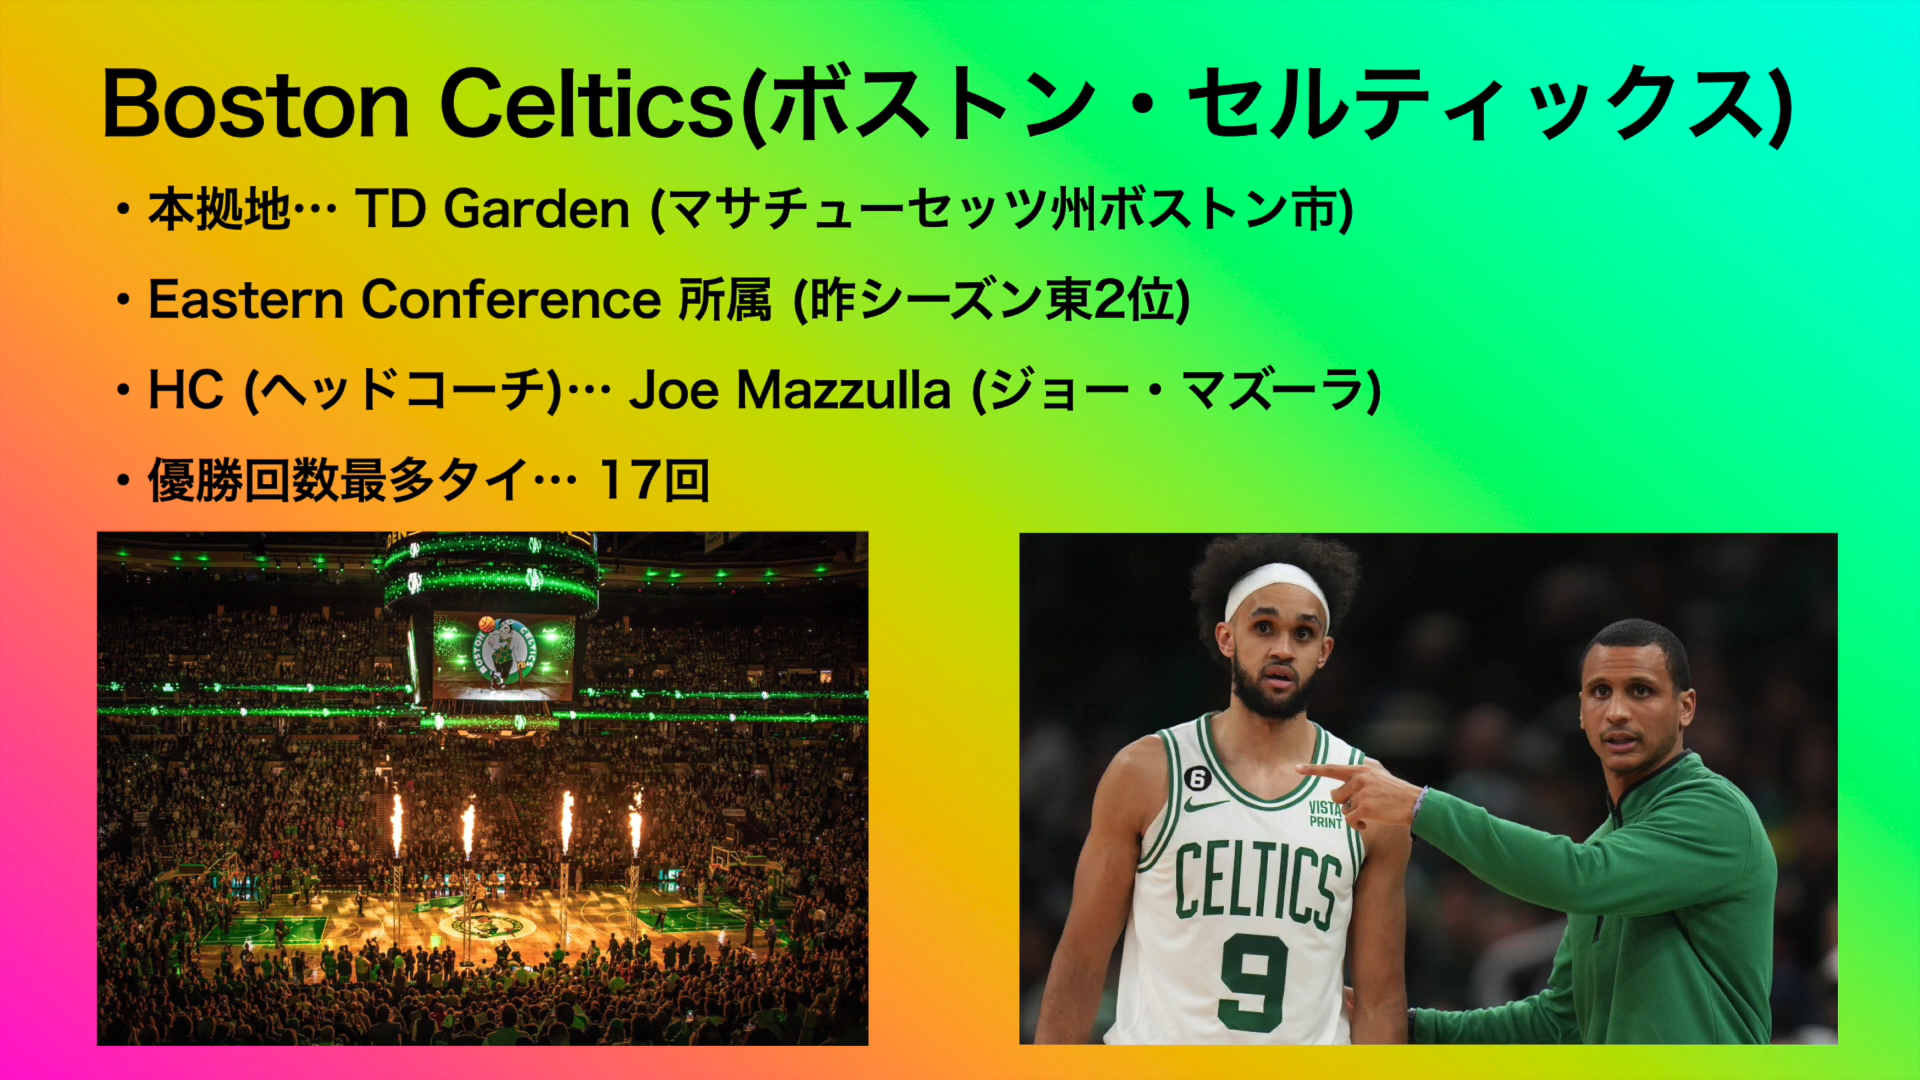 Boston Celtics(ボストン・セルティックス)
・本拠地… TD Garden (マサチューセッツ州ボストン市)
・Eastern Conference 所属 (昨シーズン東2位)
・HC (ヘッドコーチ)… Joe Mazzulla (ジョー・マズーラ)
・優勝回数最多タイ… 17回
BOSTON CELTICS
6
VISTA
PRINT
CELTICS
9